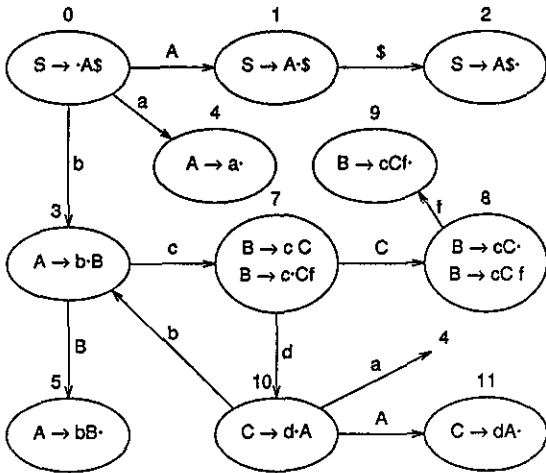 0 1 2
S → ·A$ A S → A·$ $ S → A$·
a 4 9
b A → a· B → cCf·
3 7 f 8
A → b·B c B → c C C B → cC·
B → c·Cf B → cC f
B b d a 4
5 10 11
A → bB· C → d·A A C → dA·